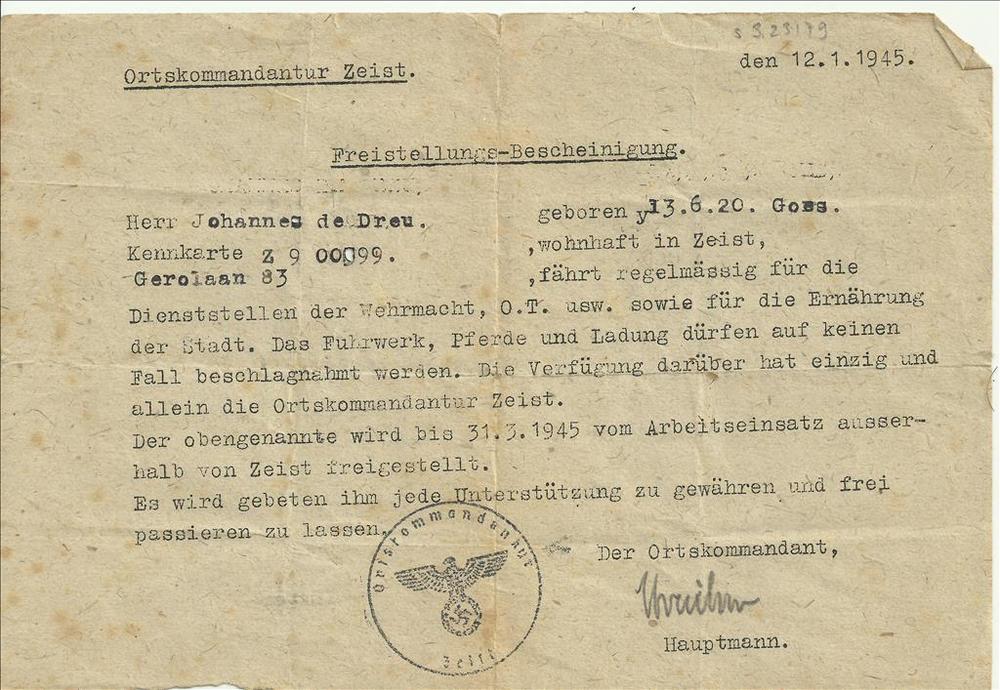 s 3.23179
Ortskommandantur Zeist.
den 12.1.1945.
Freistellungs-Bescheinigung.
Herr Johannes de Dreu.
geboren 13.6.20. Goes.
Kennkarte Z 9 00999.
,wohnhaft in Zeist,
Gerolaan 83
,fährt regelmässig für die
Dienststellen der Wehrmacht, O.T. usw. sowie für die Ernährung
der Stadt. Das Fuhrwerk, Pferde und Ladung dürfen auf keinen
Fall beschlagnahmt werden. Die Verfügung darüber hat einzig und
allein die Ortskommandantur Zeist.
Der obengenannte wird bis 31.3.1945 vom Arbeitseinsatz ausser-
halb von Zeist freigestellt.
Es wird gebeten ihm jede Unterstützung zu gewähren und frei
passieren zu lassen.
Ortskommandantur
Zeist
Der Ortskommandant,
Hauptmann.